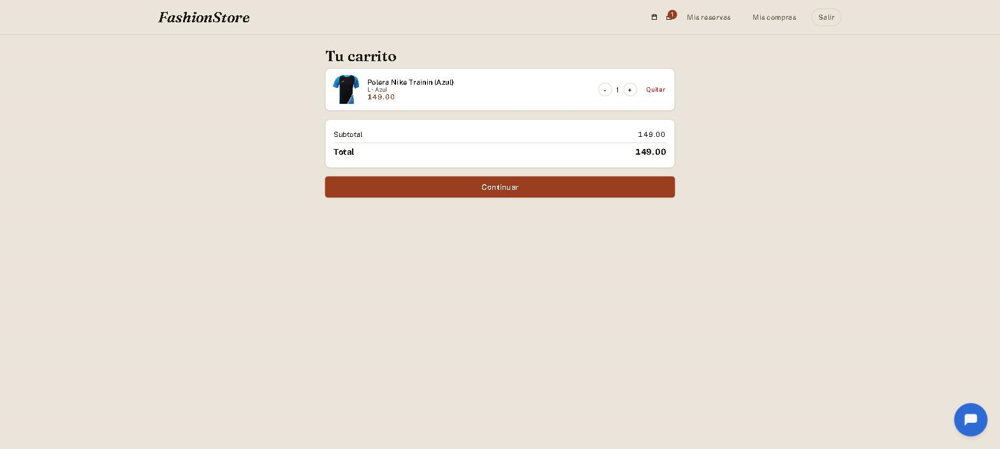 FashionStore
1
Mis reservas
Mis compras
Salir
Tu carrito
Polera Nike Trainin (Azul)
L · Azul
149.00
- 1 +
Quitar
Subtotal 149.00
Total 149.00
Continuar